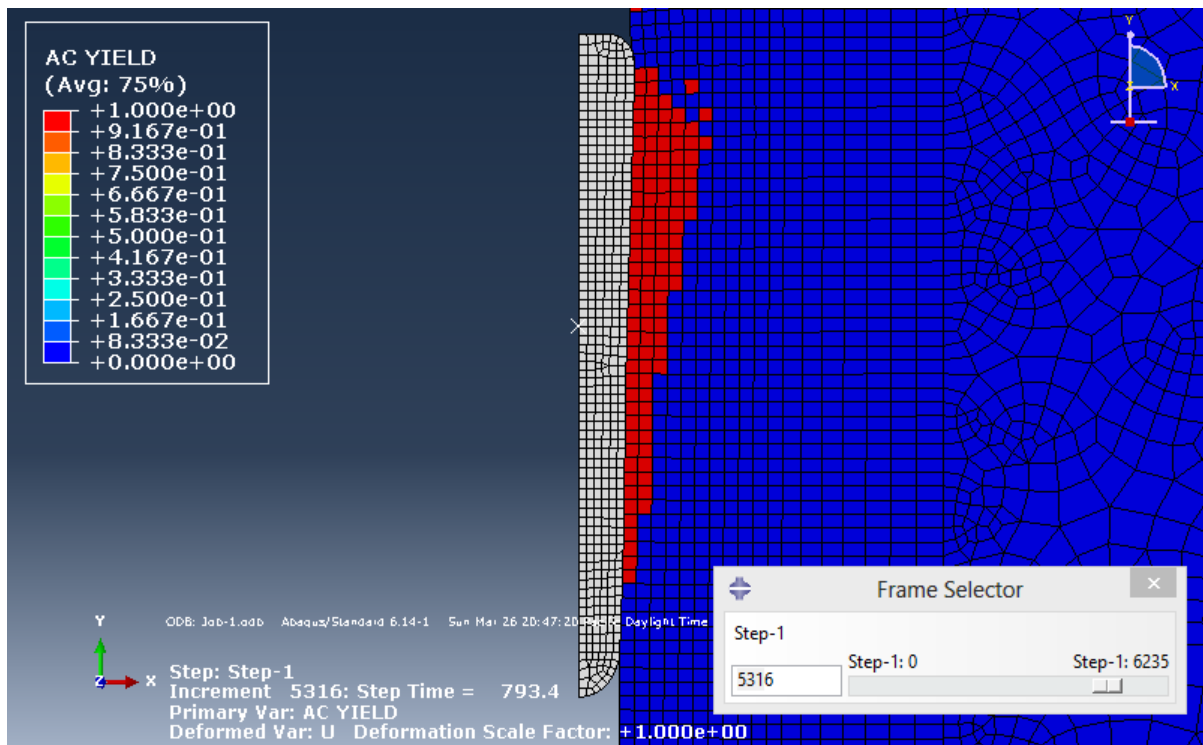 AC YIELD
(Avg: 75%)
+1.000e+00
+9.167e-01
+8.333e-01
+7.500e-01
+6.667e-01
+5.833e-01
+5.000e-01
+4.167e-01
+3.333e-01
+2.500e-01
+1.667e-01
+8.333e-02
+0.000e+00
Y
Z X
Frame Selector
Step-1
Step-1: 0 Step-1: 6235
5316
ODB: Job-1.odb Abaqus/Standard 6.14-1 Sun Mar 26 20:47:20 Daylight Time
Y
Z X
Step: Step-1
Increment 5316: Step Time = 793.4
Primary Var: AC YIELD
Deformed Var: U Deformation Scale Factor: +1.000e+00